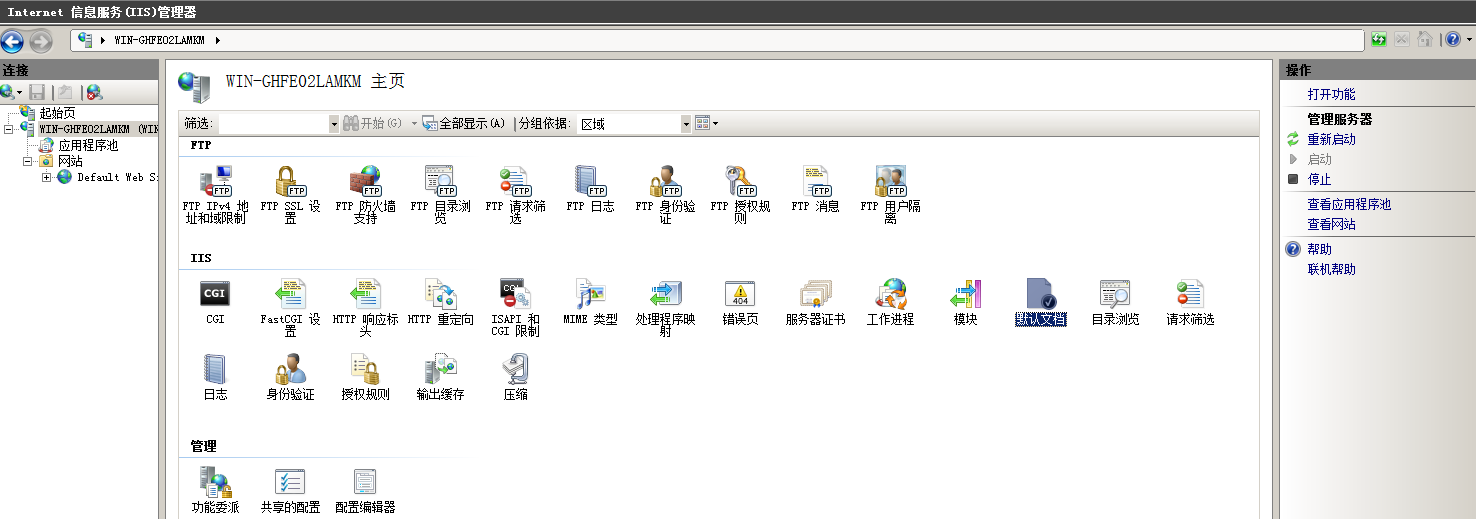 Internet 信息服务(IIS)管理器
WIN-GHFE02LAMKM
连接
起始页
WIN-GHFE02LAMKM (WIN
应用程序池
网站
Default Web Si
WIN-GHFE02LAMKM 主页
筛选: 开始(G) 全部显示(A) 分组依据: 区域
FTP
FTP IPv4 地
址和域限制
FTP SSL 设
置
FTP 防火墙
支持
FTP 目录浏
览
FTP 请求筛
选
FTP 日志
FTP 身份验
证
FTP 授权规
则
FTP 消息
FTP 用户隔
离
IIS
CGI
FastCGI 设
置
HTTP 响应标
头
HTTP 重定向
ISAPI 和
CGI 限制
MIME 类型
处理程序映
射
错误页
服务器证书
工作进程
模块
默认文档
目录浏览
请求筛选
日志
身份验证
授权规则
输出缓存
压缩
管理
功能委派
共享的配置
配置编辑器
操作
打开功能
管理服务器
重新启动
启动
停止
查看应用程序池
查看网站
帮助
联机帮助